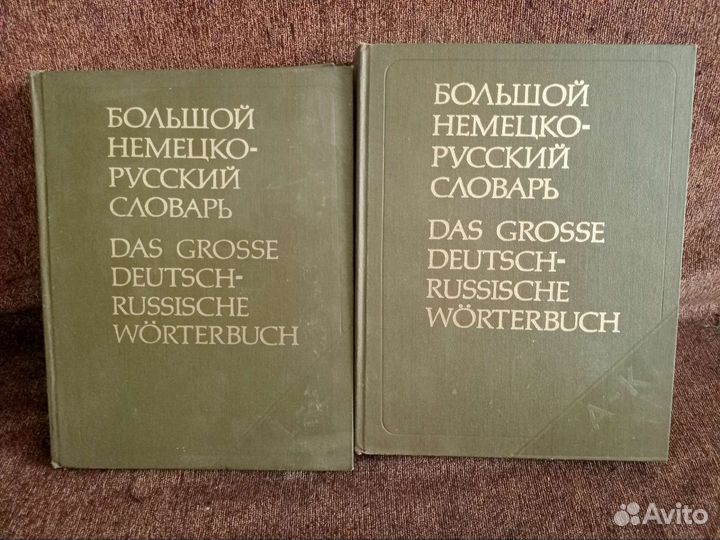 БОЛЬШОЙ
НЕМЕЦКО-
РУССКИЙ
СЛОВАРЬ
DAS GROSSE
DEUTSCH-
RUSSISCHE
WÖRTERBUCH
БОЛЬШОЙ
НЕМЕЦКО-
РУССКИЙ
СЛОВАРЬ
DAS GROSSE
DEUTSCH-
RUSSISCHE
WÖRTERBUCH
A-K
Avito